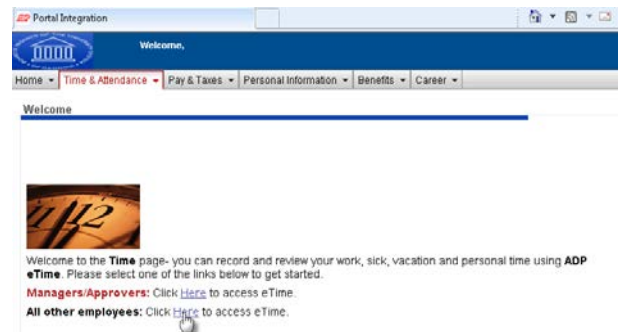 Portal Integration
Welcome,
Home Time & Attendance Pay & Taxes Personal Information Benefits Career
Welcome
11 12
Welcome to the Time page- you can record and review your work, sick, vacation and personal time using ADP
eTime. Please select one of the links below to get started.
Managers/Approvers: Click Here to access eTime.
All other employees: Click Here to access eTime.